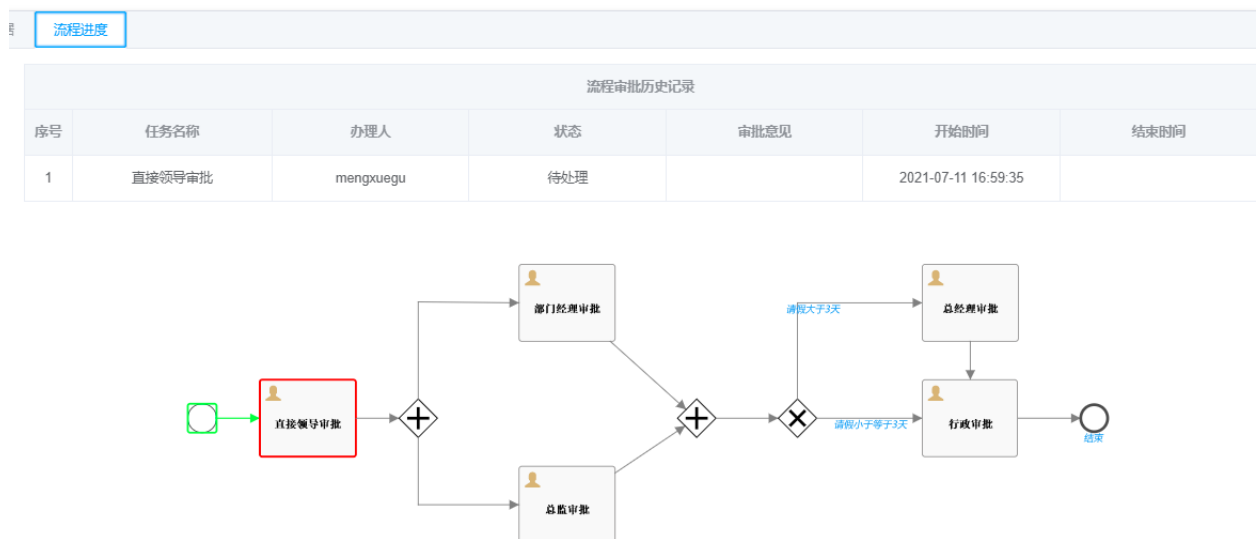 流程进度
流程审批历史记录
序号 任务名称 办理人 状态 审批意见 开始时间 结束时间
1 直接领导审批 mengxuegu 待处理 2021-07-11 16:59:35
部门经理审批
请假大于3天
总经理审批
直接领导审批
请假小于等于3天
行政审批
结束
总监审批